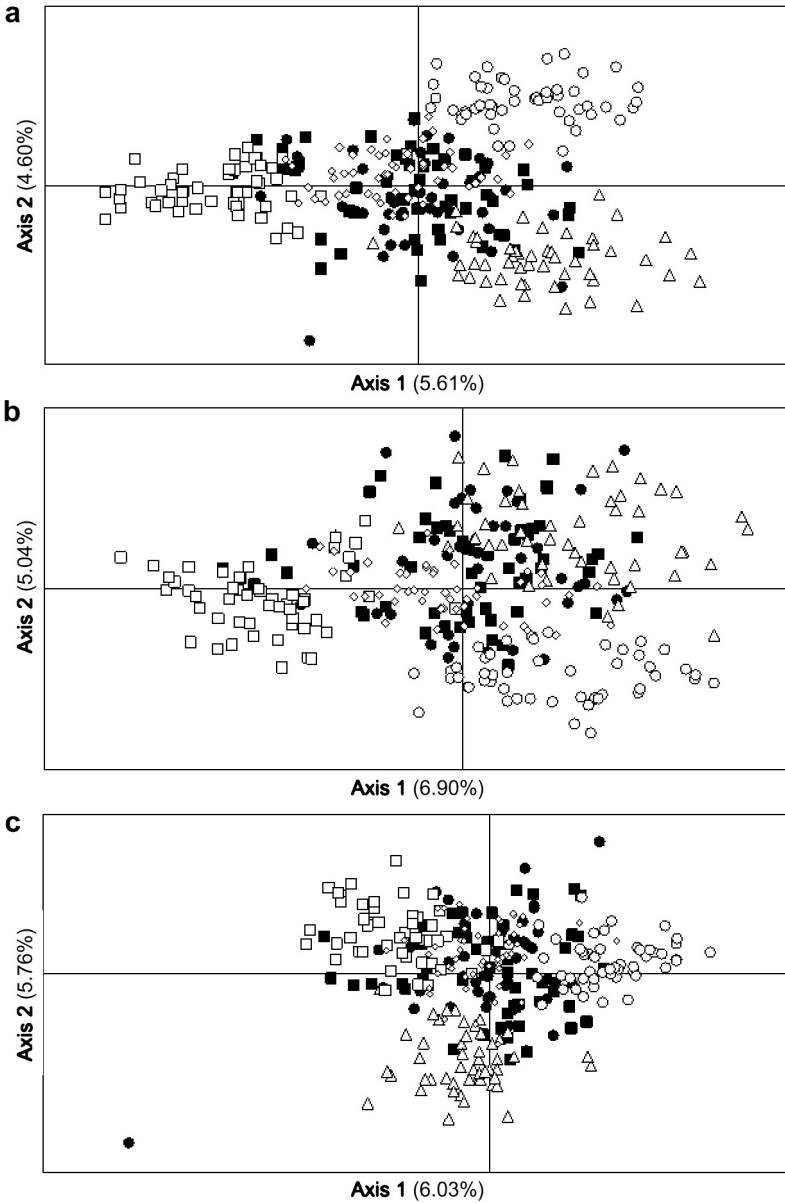 a
Axis 2 (4.60%)
Axis 1 (5.61%)
b
Axis 2 (5.04%)
Axis 1 (6.90%)
c
Axis 2 (5.76%)
Axis 1 (6.03%)